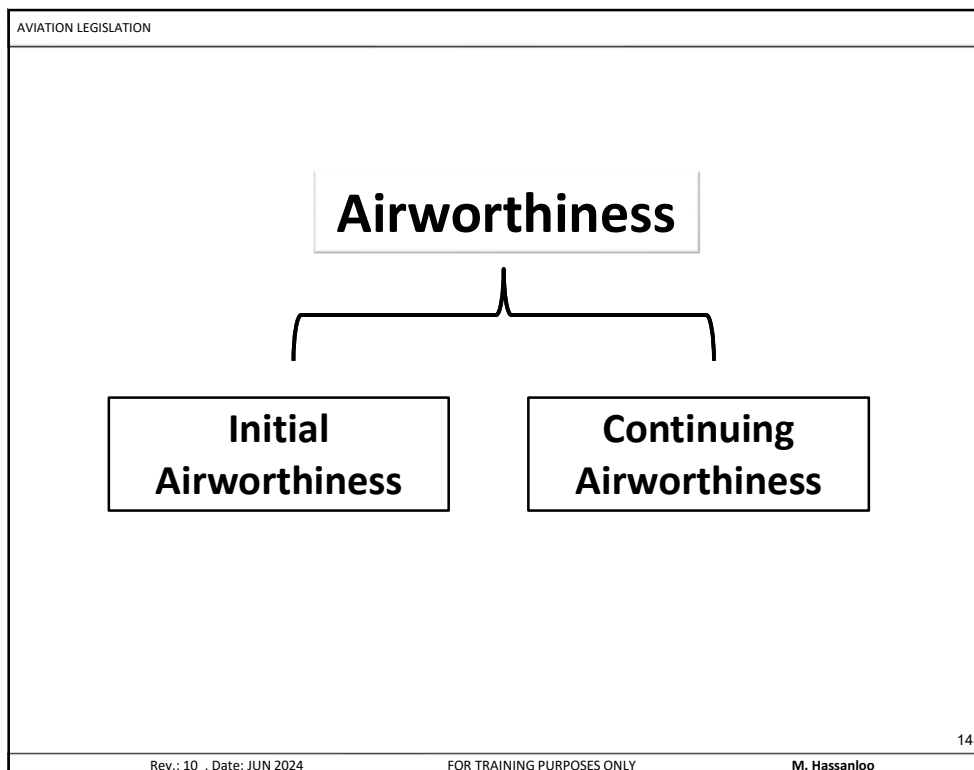 AVIATION LEGISLATION
Airworthiness
Initial
Airworthiness
Continuing
Airworthiness
14
Rev.: 10 , Date: JUN 2024 FOR TRAINING PURPOSES ONLY M. Hassanloo